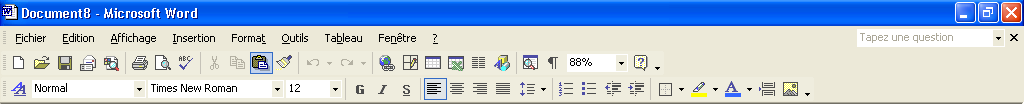 Document8 - Microsoft Word
Fichier Edition Affichage Insertion Format Outils Tableau Fenêtre ? Tapez une question
ABC 88% ?
Normal Times New Roman 12 G I S A